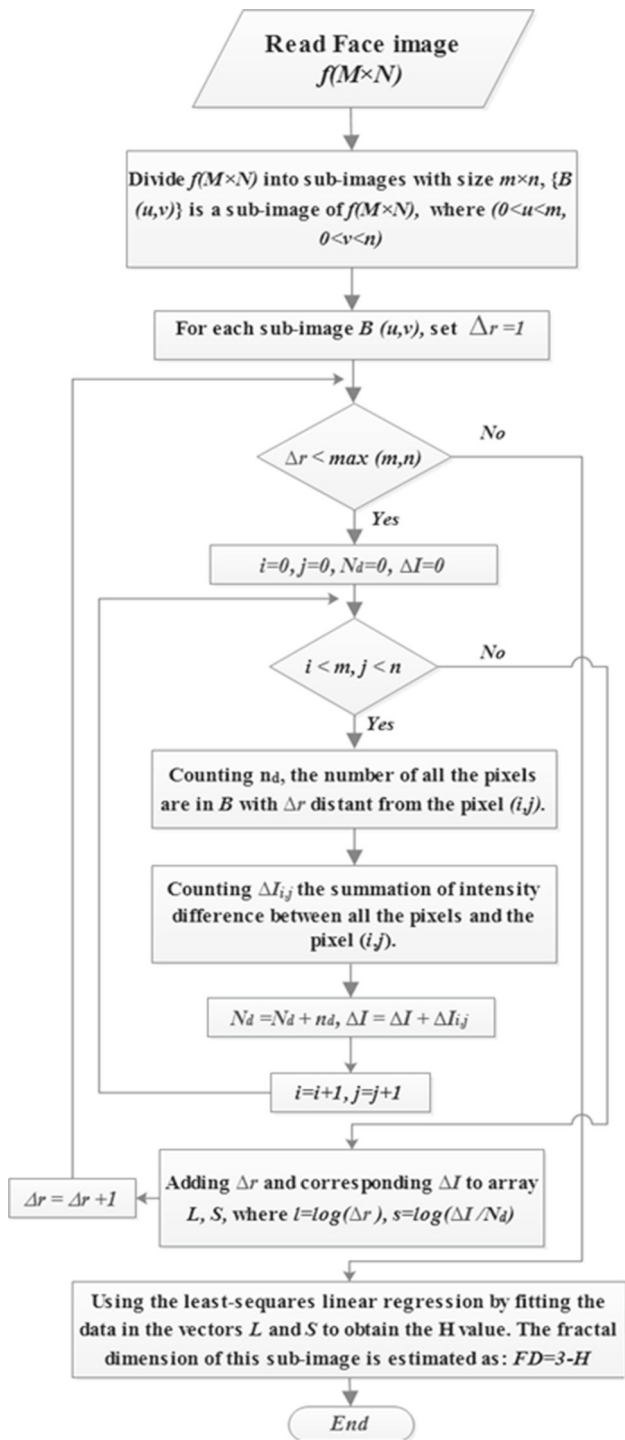 Read Face image
f(M×N)
Divide f(M×N) into sub-images with size m×n, {B
(u,v)} is a sub-image of f(M×N), where (0<u<m,
0<v<n)
For each sub-image B (u,v), set Δr =1
Δr < max (m,n)
No
Yes
i=0, j=0, Nd=0, ΔI=0
i < m, j < n
No
Yes
Counting nd, the number of all the pixels
are in B with Δr distant from the pixel (i,j).
Counting ΔIi,j the summation of intensity
difference between all the pixels and the
pixel (i,j).
Nd =Nd + nd, ΔI = ΔI + ΔIi,j
i=i+1, j=j+1
Adding Δr and corresponding ΔI to array
L, S, where l=log(Δr), s=log(ΔI /Nd)
Δr = Δr +1
Using the least-sequares linear regression by fitting the
data in the vectors L and S to obtain the H value. The fractal
dimension of this sub-image is estimated as: FD=3-H
End